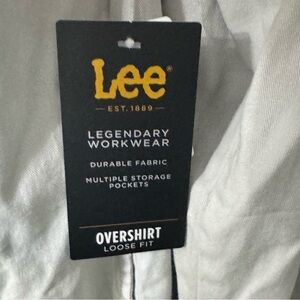 Lee®
EST. 1889
LEGENDARY
WORKWEAR
DURABLE FABRIC
MULTIPLE STORAGE
POCKETS
OVERSHIRT
LOOSE FIT